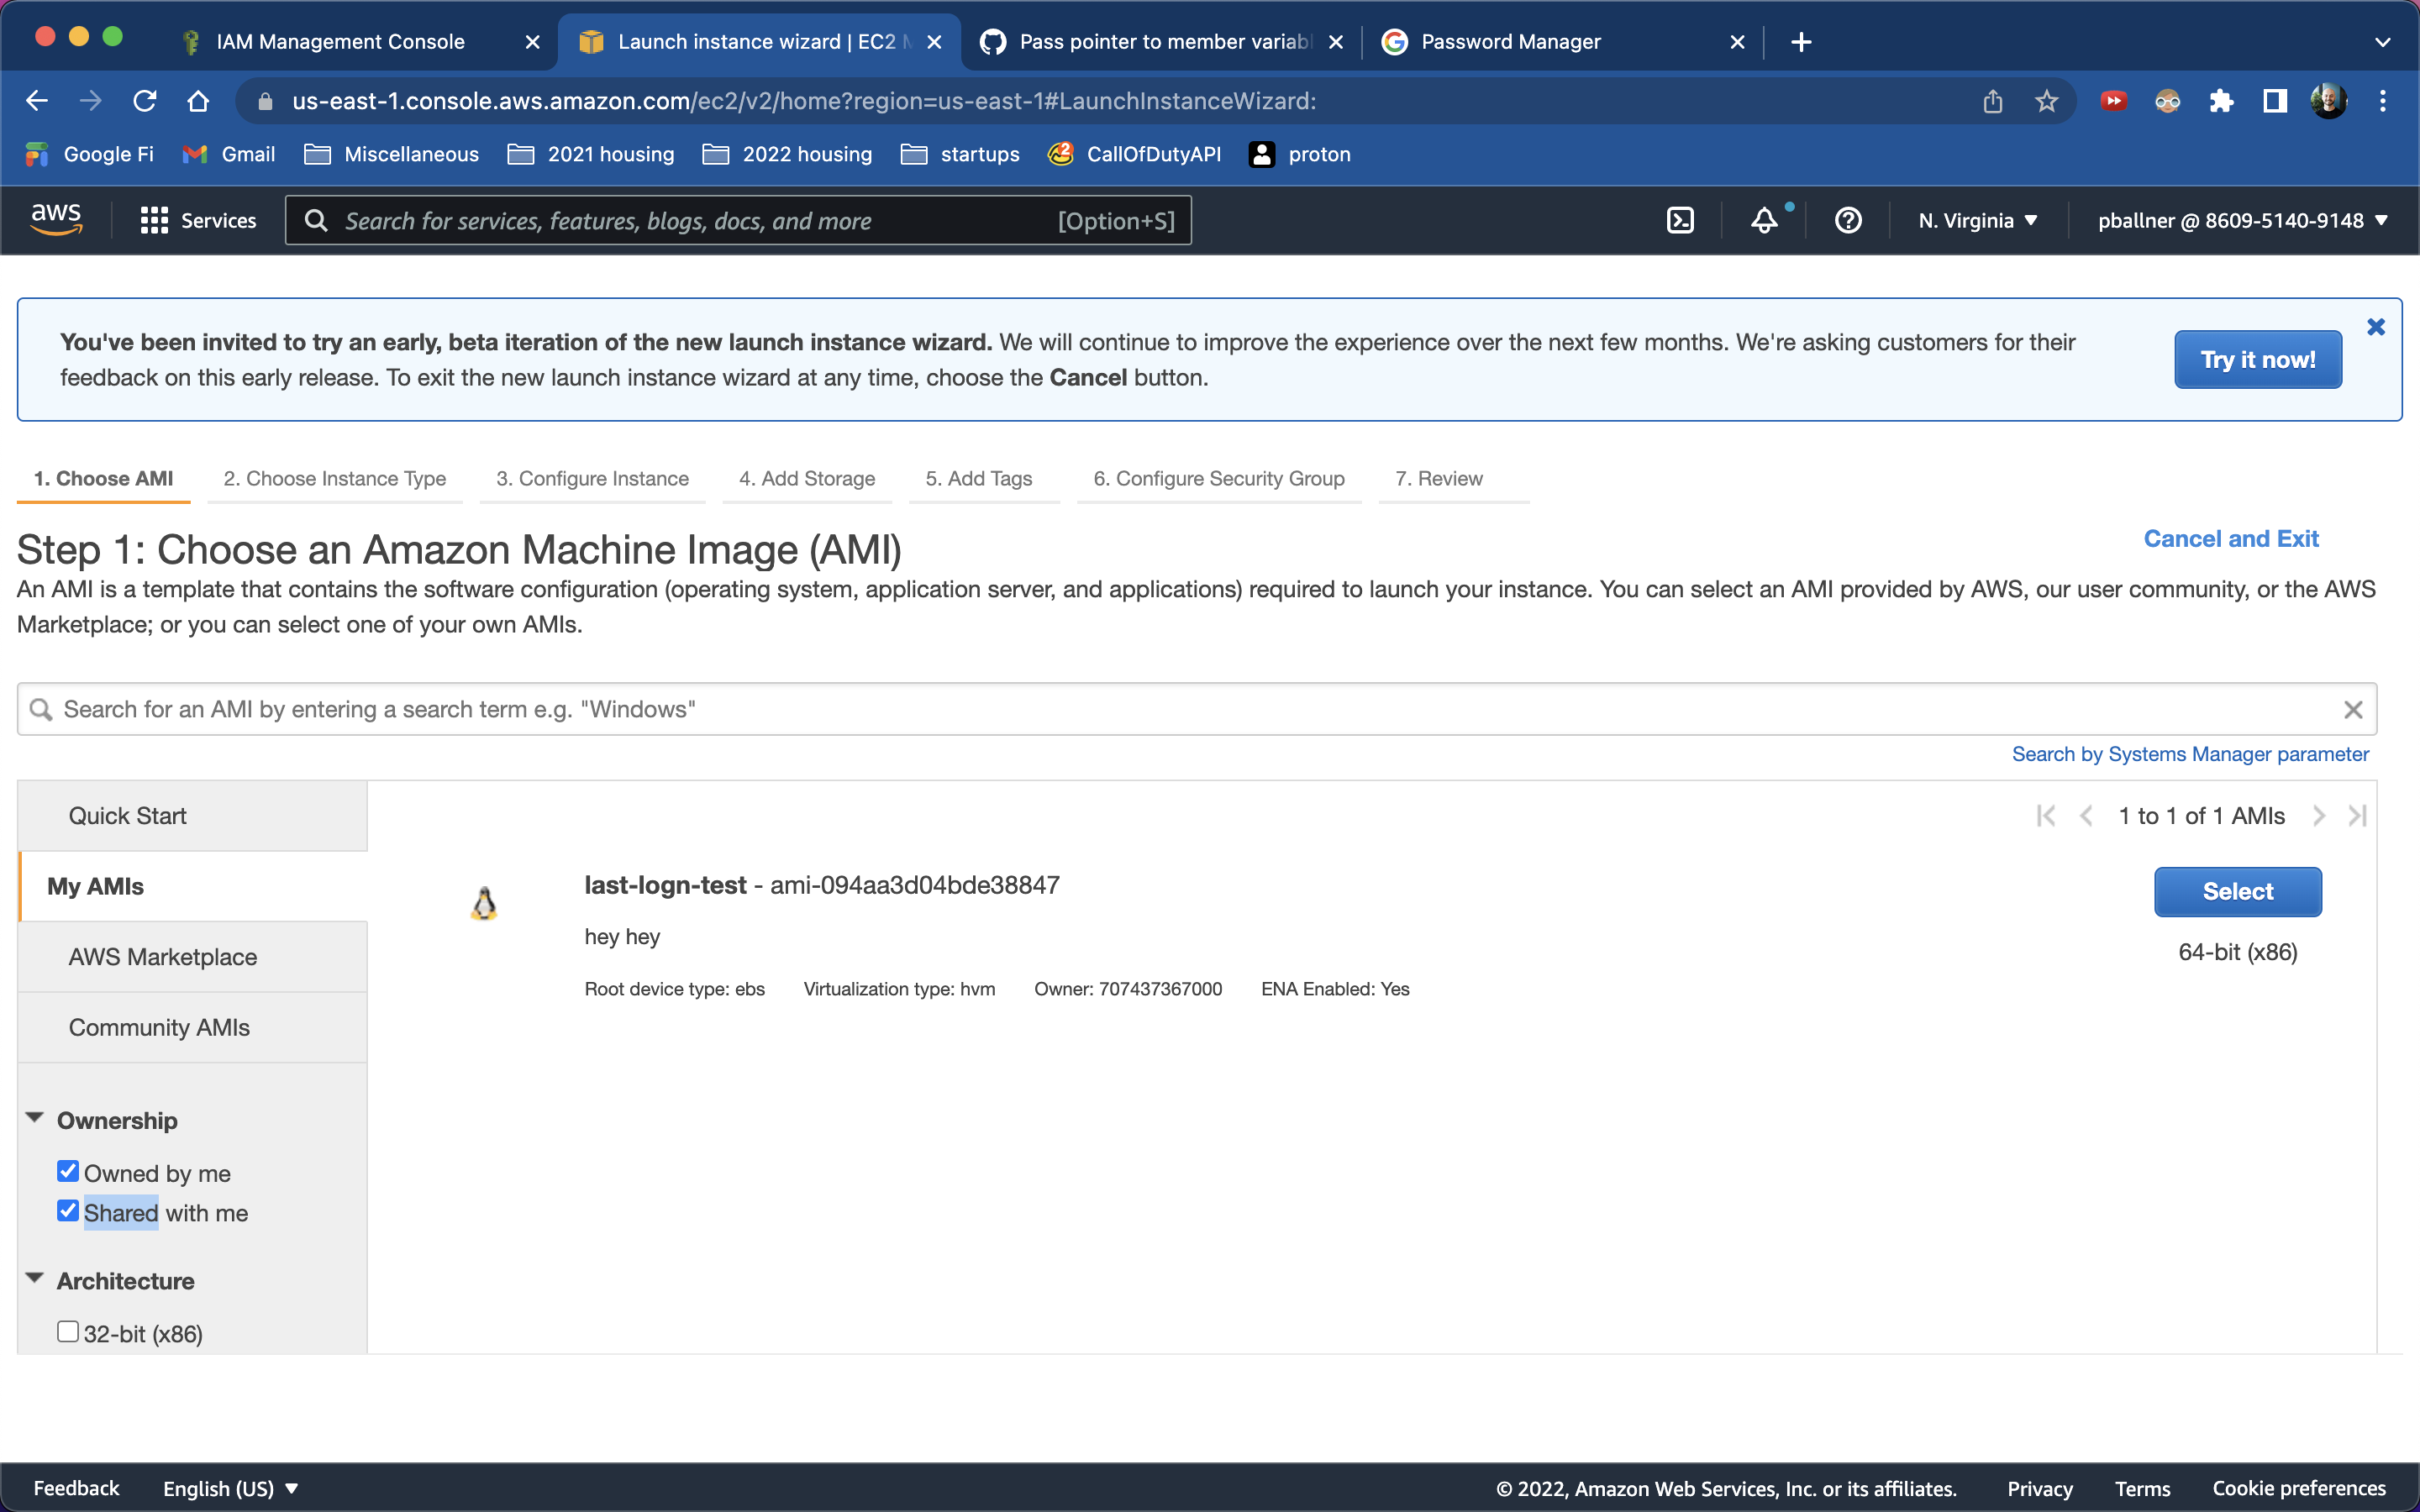 IAM Management Console
Launch instance wizard | EC2 M
Pass pointer to member variabl
Password Manager
us-east-1.console.aws.amazon.com/ec2/v2/home?region=us-east-1#LaunchInstanceWizard:
Google Fi
Gmail
Miscellaneous
2021 housing
2022 housing
startups
2
CallOfDutyAPI
proton
aws
Services
Search for services, features, blogs, docs, and more
[Option+S]
N. Virginia
pballner @ 8609-5140-9148
You've been invited to try an early, beta iteration of the new launch instance wizard. We will continue to improve the experience over the next few months. We're asking customers for their
feedback on this early release. To exit the new launch instance wizard at any time, choose the Cancel button.
Try it now!
1. Choose AMI
2. Choose Instance Type
3. Configure Instance
4. Add Storage
5. Add Tags
6. Configure Security Group
7. Review
Step 1: Choose an Amazon Machine Image (AMI)
Cancel and Exit
An AMI is a template that contains the software configuration (operating system, application server, and applications) required to launch your instance. You can select an AMI provided by AWS, our user community, or the AWS
Marketplace; or you can select one of your own AMIs.
Search for an AMI by entering a search term e.g. "Windows"
Search by Systems Manager parameter
Quick Start
1 to 1 of 1 AMIs
My AMIs
last-logn-test - ami-094aa3d04bde38847
Select
hey hey
64-bit (x86)
AWS Marketplace
Root device type: ebs
Virtualization type: hvm
Owner: 707437367000
ENA Enabled: Yes
Community AMIs
Ownership
Owned by me
Shared with me
Architecture
32-bit (x86)
Feedback
English (US)
© 2022, Amazon Web Services, Inc. or its affiliates.
Privacy
Terms
Cookie preferences